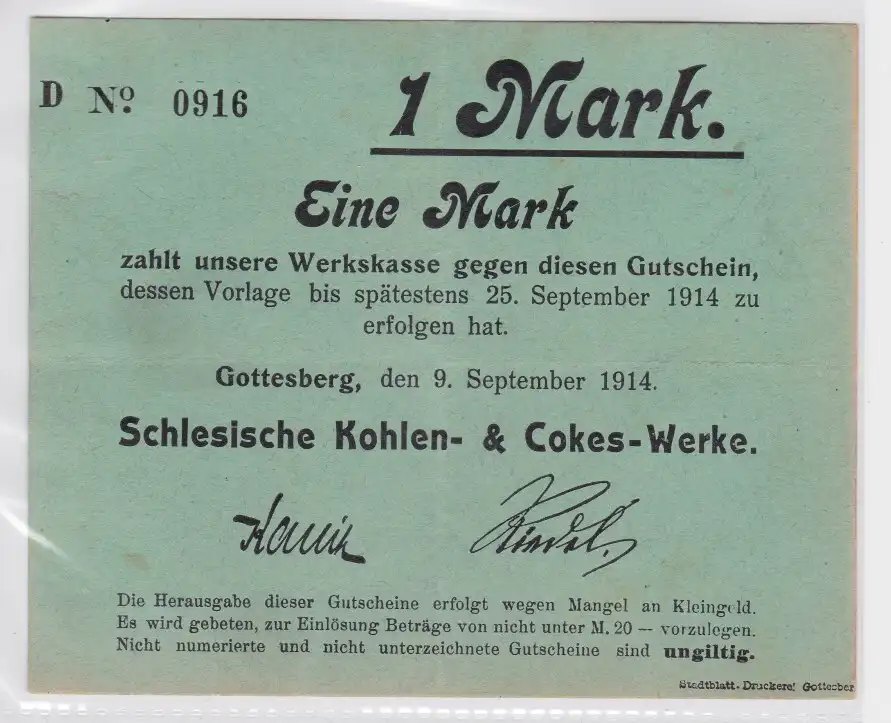 D No. 0916
1 Mark.
Eine Mark
zahlt unsere Werkskasse gegen diesen Gutschein,
dessen Vorlage bis spätestens 25. September 1914 zu
erfolgen hat.
Gottesberg, den 9. September 1914.
Schlesische Kohlen- & Cokes-Werke.
Riedel.
Die Herausgabe dieser Gutscheine erfolgt wegen Mangel an Kleingeld.
Es wird gebeten, zur Einlösung Beträge von nicht unter M. 20 — vorzulegen.
Nicht numerierte und nicht unterzeichnete Gutscheine sind ungiltig.
Stadtblatt-Druckerei Gottesber